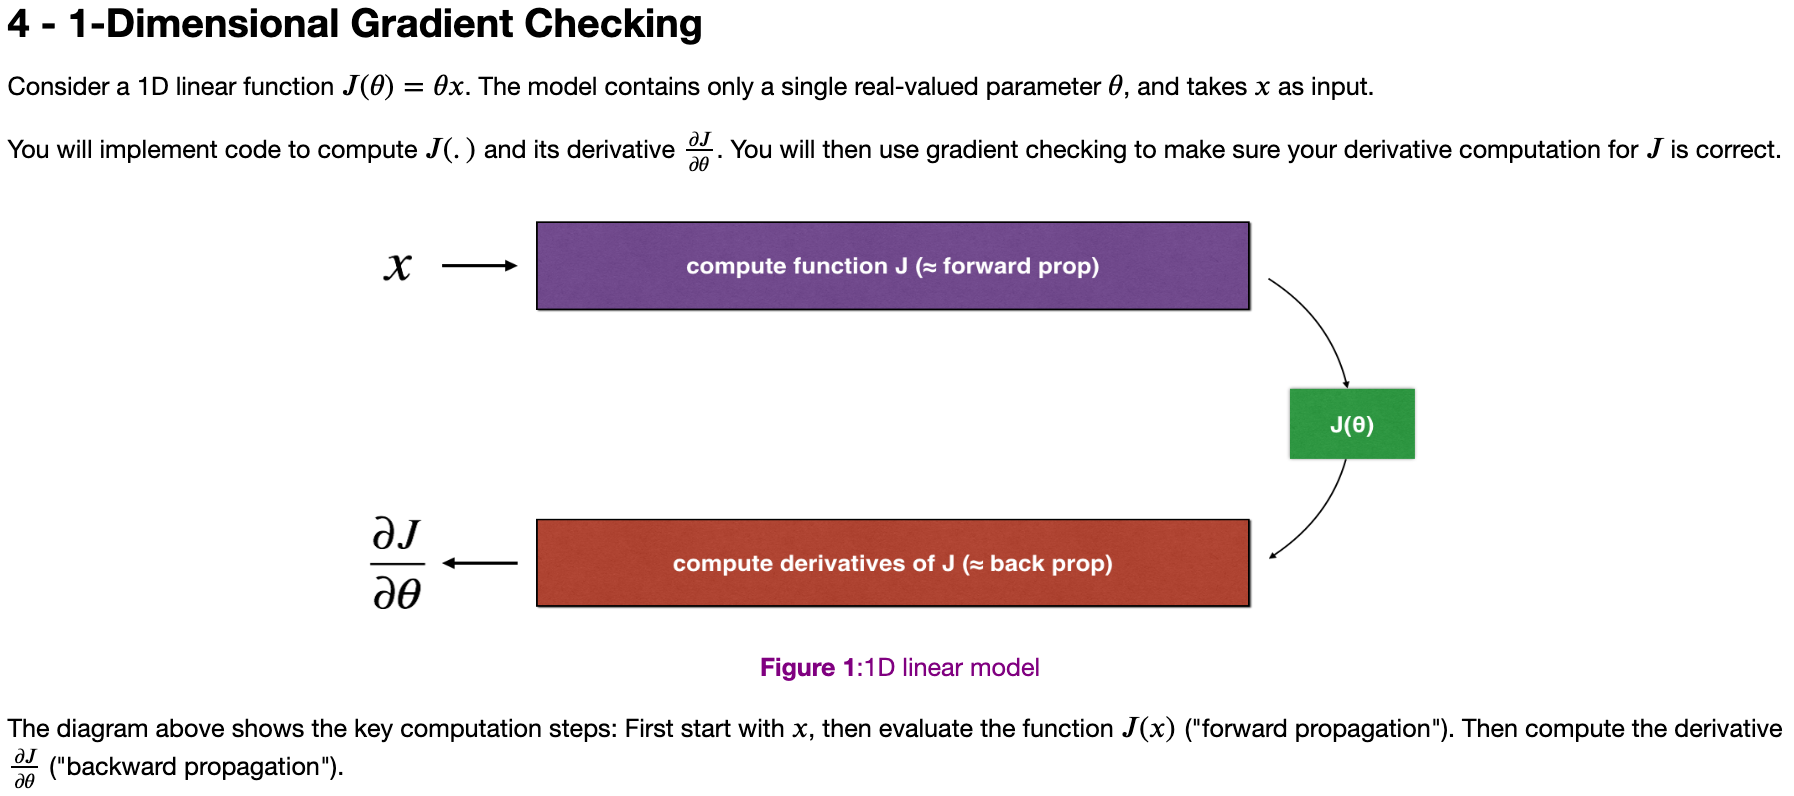 4 - 1-Dimensional Gradient Checking
Consider a 1D linear function J(θ) = θx. The model contains only a single real-valued parameter θ, and takes x as input.
You will implement code to compute J(.) and its derivative ∂J/∂θ. You will then use gradient checking to make sure your derivative computation for J is correct.
x
compute function J (≈ forward prop)
J(θ)
∂J/∂θ
compute derivatives of J (≈ back prop)
Figure 1:1D linear model
The diagram above shows the key computation steps: First start with x, then evaluate the function J(x) ("forward propagation"). Then compute the derivative
∂J/∂θ ("backward propagation").